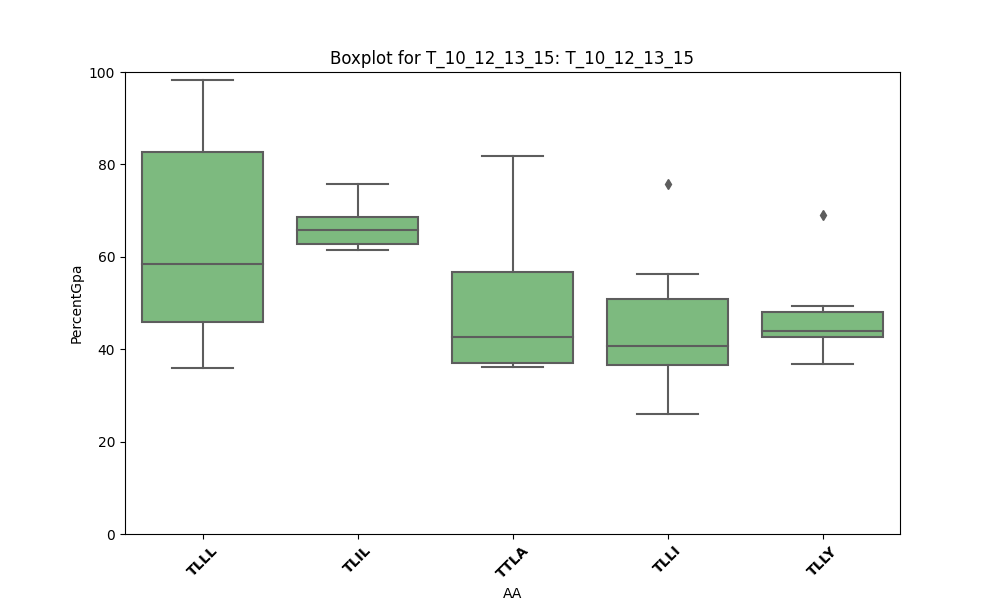 Boxplot for T_10_12_13_15: T_10_12_13_15
PercentGpa
100
80
60
40
20
0
TLLL
TLIL
TTLA
TLLI
TLLY
AA